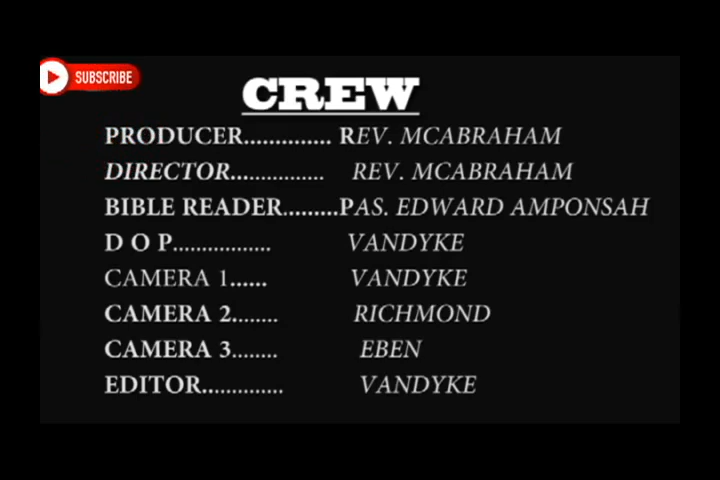 SUBSCRIBE
CREW
PRODUCER.............. REV. MCABRAHAM
DIRECTOR................ REV. MCABRAHAM
BIBLE READER.........PAS. EDWARD AMPONSAH
D O P................. VANDYKE
CAMERA 1...... VANDYKE
CAMERA 2........ RICHMOND
CAMERA 3........ EBEN
EDITOR.............. VANDYKE